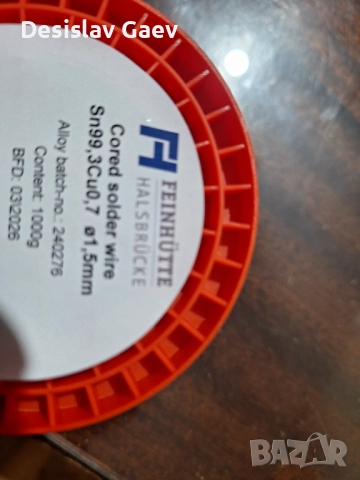 Desislav Gaev
FEINHÜTTE
HALSBRÜCKE
Cored solder wire
Sn99,3Cu0,7 ø1,5mm
Alloy batch-no.: 240276
Content: 1000g
BFD: 03\2026
BAZAR